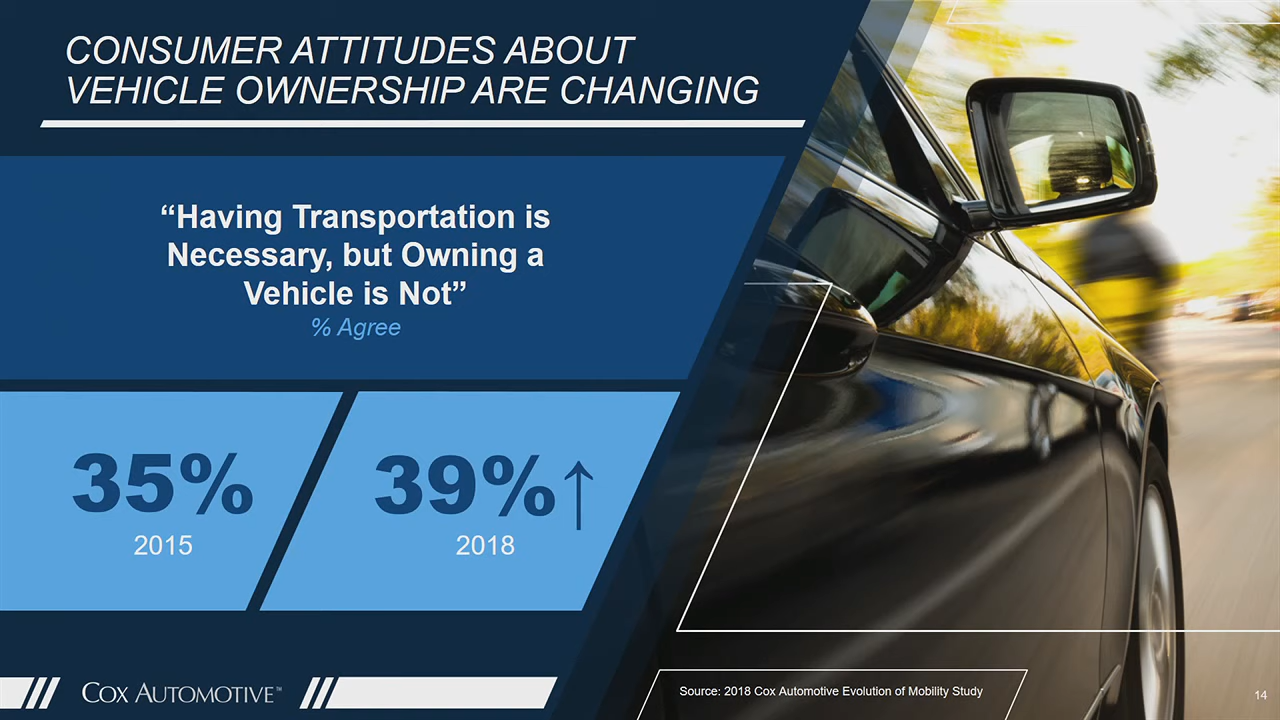 CONSUMER ATTITUDES ABOUT
VEHICLE OWNERSHIP ARE CHANGING
“Having Transportation is
Necessary, but Owning a
Vehicle is Not”
% Agree
35%
2015
39%↑
2018
COX AUTOMOTIVE™
Source: 2018 Cox Automotive Evolution of Mobility Study
14